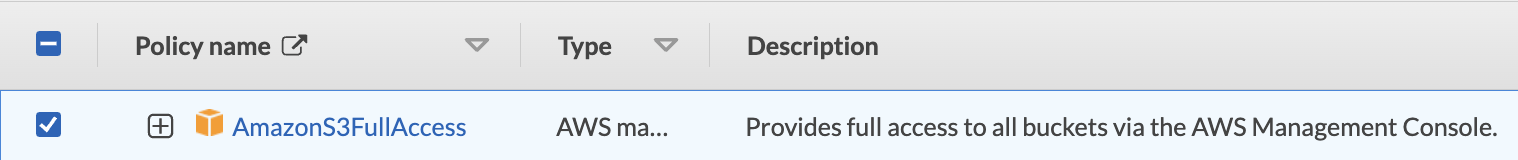 Policy name Type Description
AmazonS3FullAccess AWS ma... Provides full access to all buckets via the AWS Management Console.